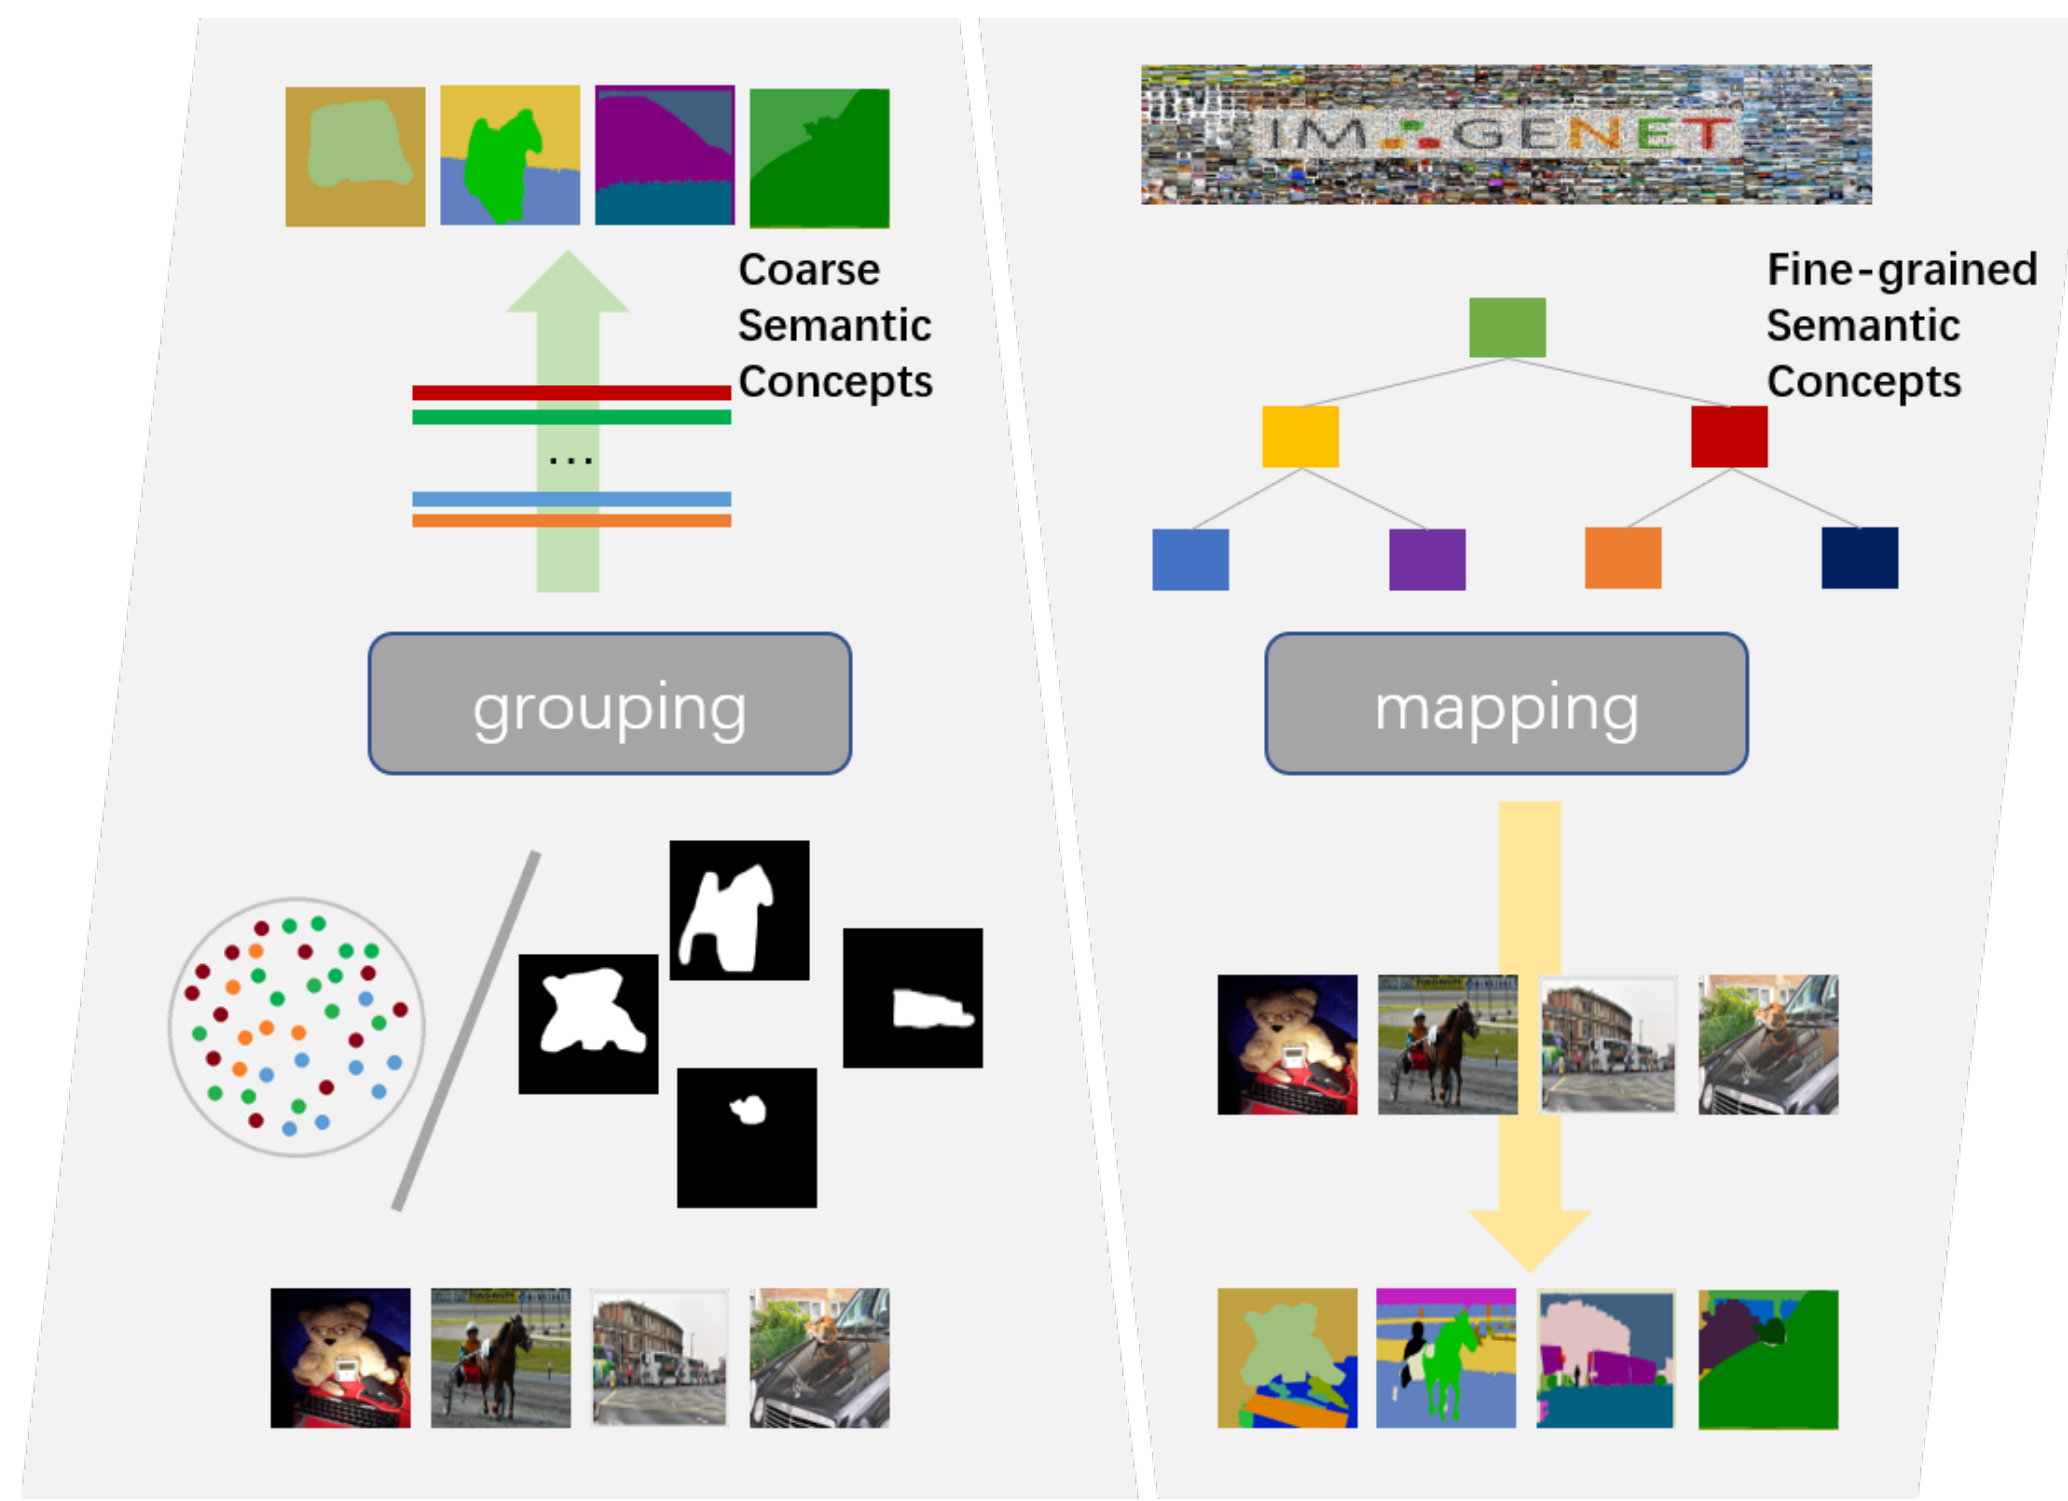 Coarse
Semantic
Concepts
...
grouping
IMAGENET
Fine-grained
Semantic
Concepts
mapping